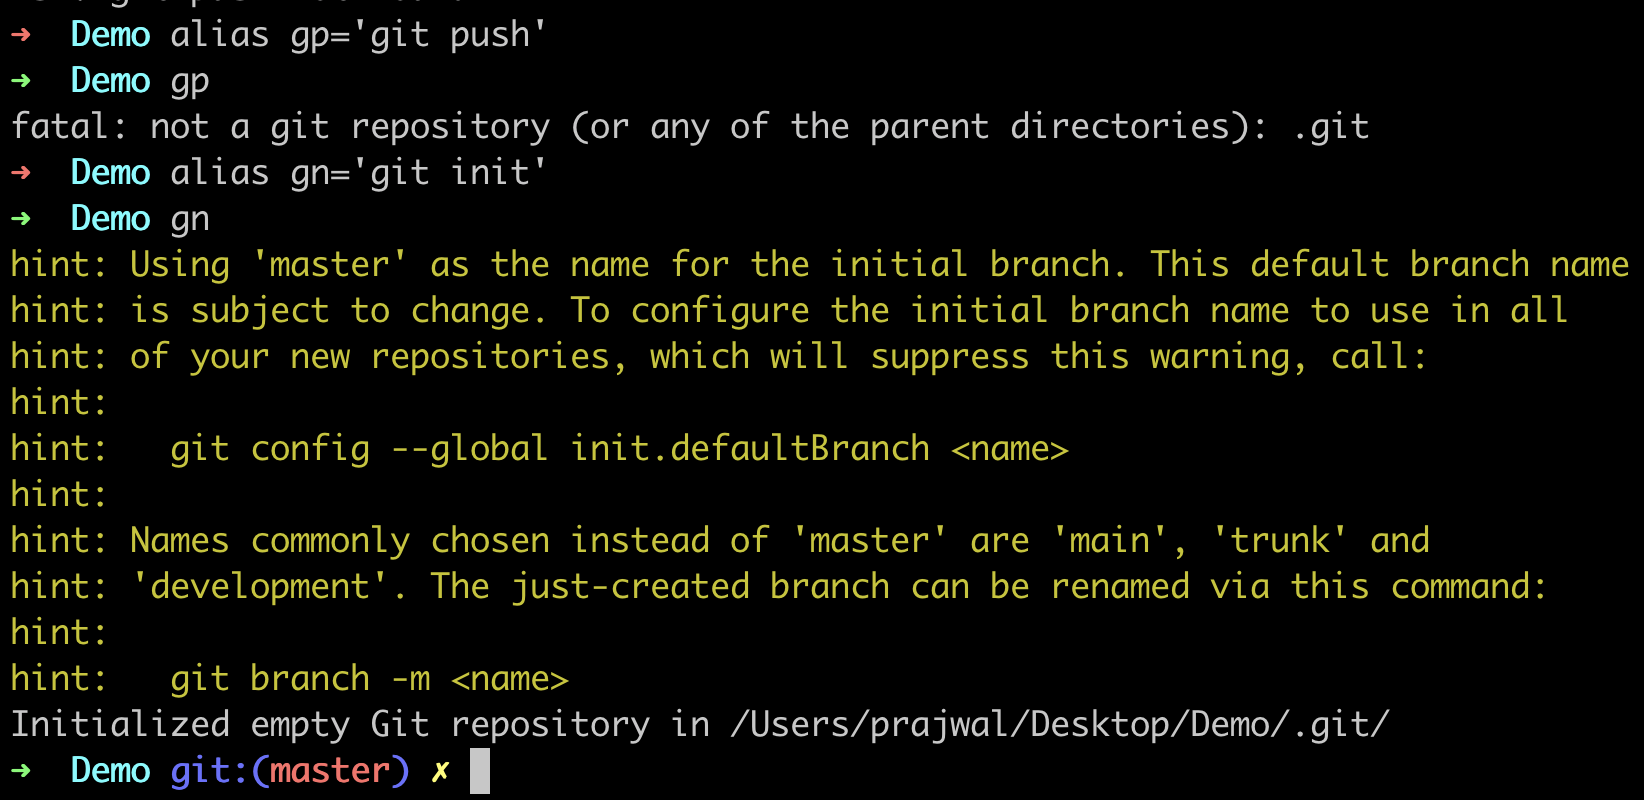 ➜  Demo alias gp='git push'
➜  Demo gp
fatal: not a git repository (or any of the parent directories): .git
➜  Demo alias gn='git init'
➜  Demo gn
hint: Using 'master' as the name for the initial branch. This default branch name
hint: is subject to change. To configure the initial branch name to use in all
hint: of your new repositories, which will suppress this warning, call:
hint:
hint:   git config --global init.defaultBranch <name>
hint:
hint: Names commonly chosen instead of 'master' are 'main', 'trunk' and
hint: 'development'. The just-created branch can be renamed via this command:
hint:
hint:   git branch -m <name>
Initialized empty Git repository in /Users/prajwal/Desktop/Demo/.git/
➜  Demo git:(master) ✗